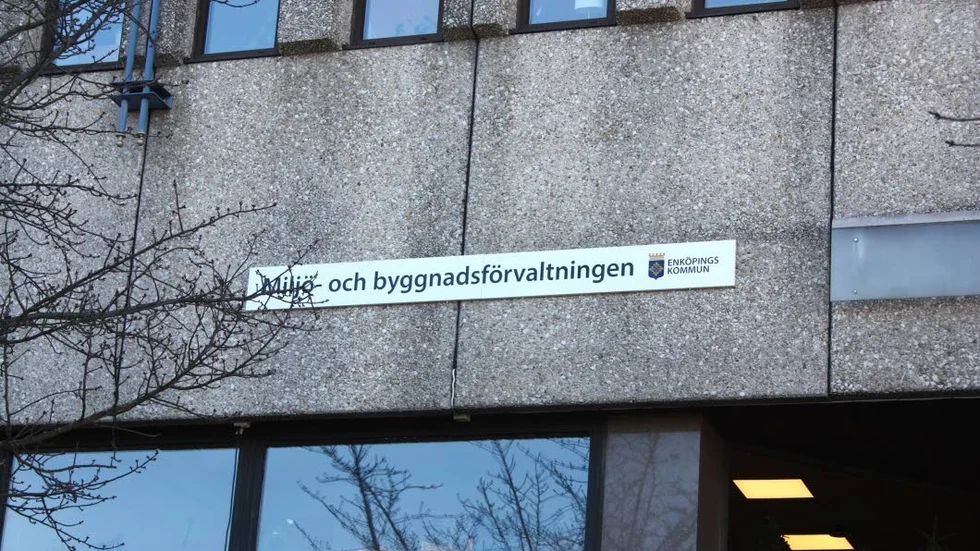 Miljö- och byggnadsförvaltningen
ENKÖPINGS
KOMMUN